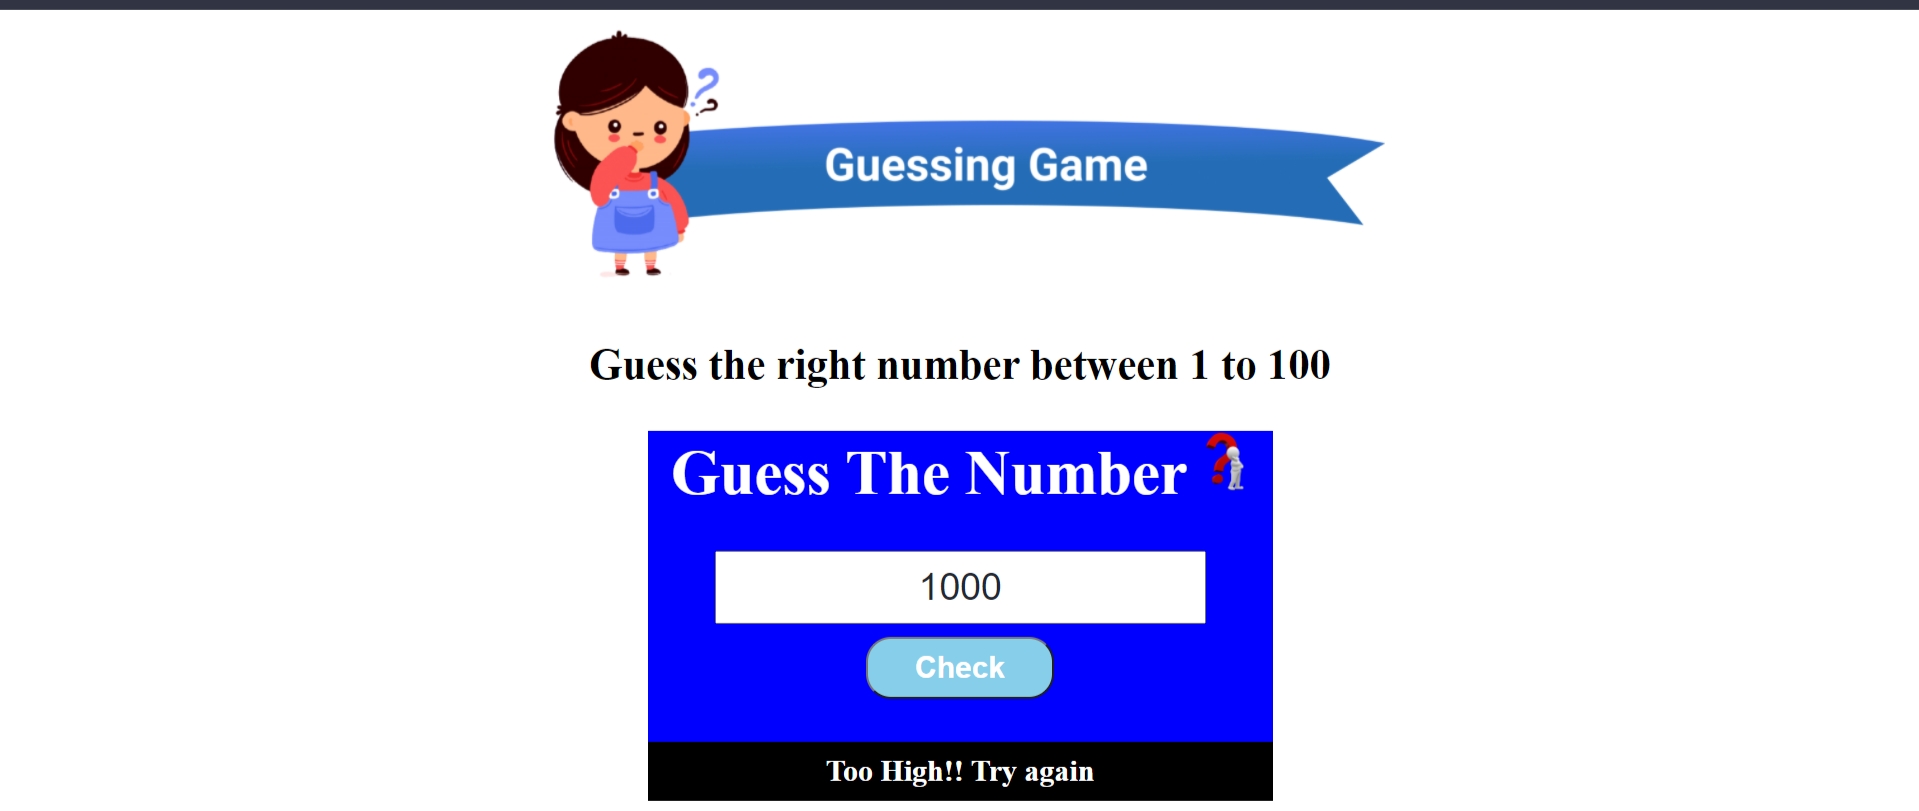 Guessing Game
Guess the right number between 1 to 100
Guess The Number
1000
Check
Too High!! Try again